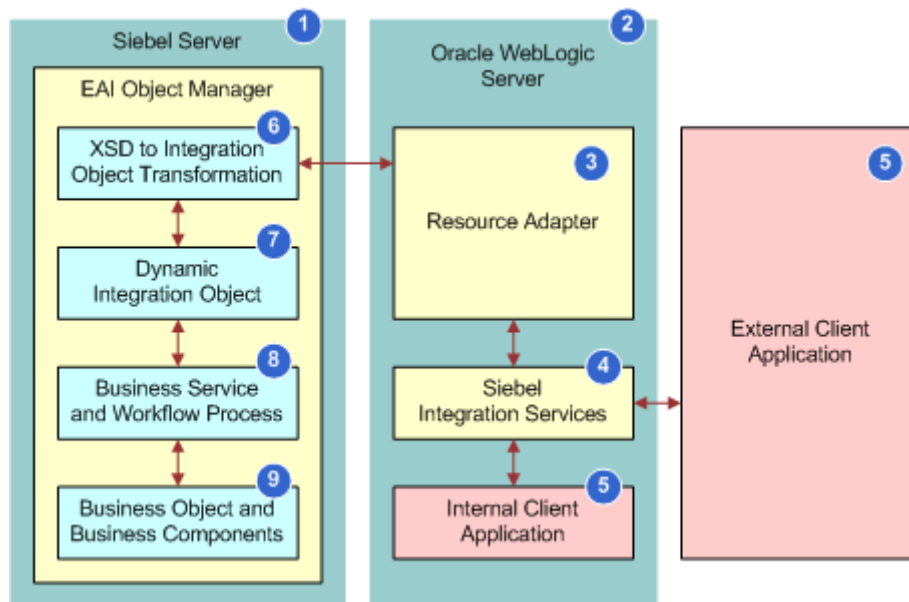 1
Siebel Server
EAI Object Manager
6
XSD to Integration
Object Transformation
7
Dynamic
Integration Object
8
Business Service
and Workflow Process
9
Business Object and
Business Components
2
Oracle WebLogic
Server
3
Resource Adapter
4
Siebel
Integration Services
5
Internal Client
Application
5
External Client
Application